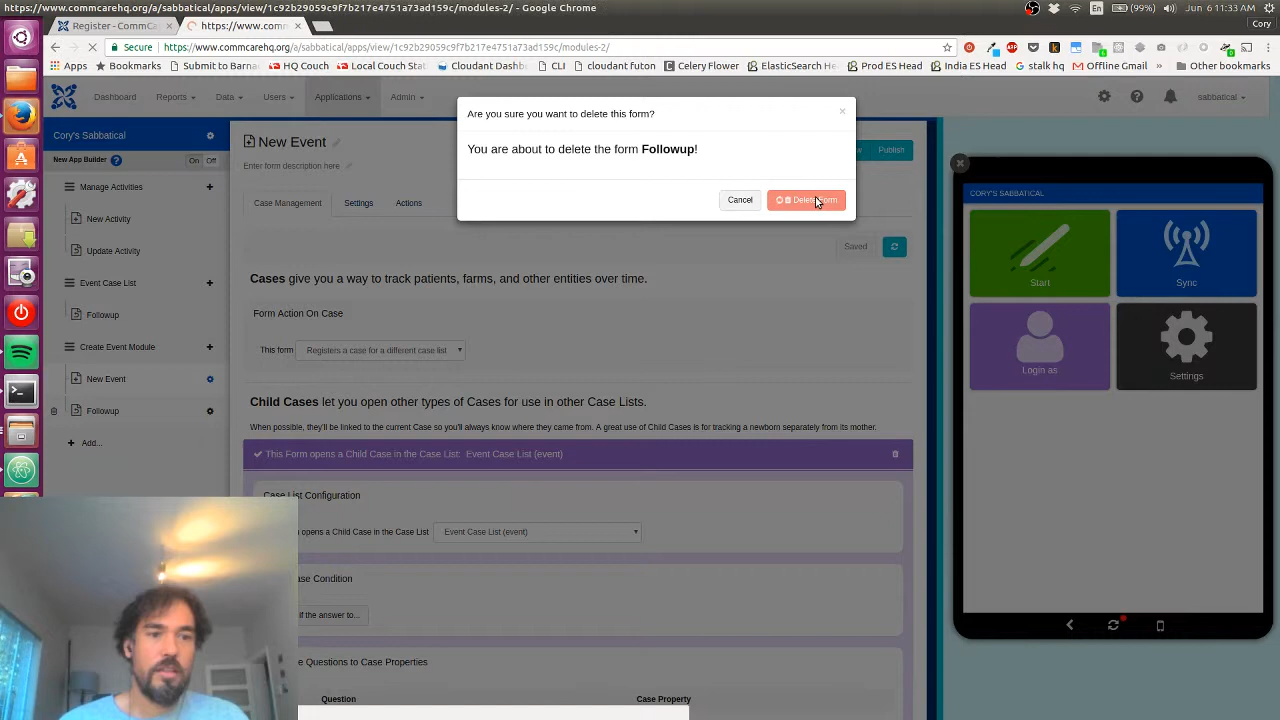 https://www.commcarehq.org/a/sabbatical/apps/view/1c92b29059c9f7b217e4751a73ad159c/modules-2/ - Google Chrome
En
(99%)
Jun 6 11:33 AM
Register - CommCa
https://www.comm
Cory
Secure
https://www.commcarehq.org/a/sabbatical/apps/view/1c92b29059c9f7b217e4751a73ad159c/modules-2/
Apps
Bookmarks
Submit to Barna
HQ Couch
Local Couch Stat
Cloudant Dashb
CLI
cloudant futon
Celery Flower
ElasticSearch He
Prod ES Head
India ES Head
stalk hq
Offline Gmail
Other bookmarks
Dashboard
Reports
Data
Users
Applications
Admin
sabbatical
Are you sure you want to delete this form?
You are about to delete the form Followup!
Cancel
Cory's Sabbatical
New App Builder
On
Off
Manage Activities
New Activity
Update Activity
Event Case List
Followup
Create Event Module
New Event
Followup
Add...
New Event
Enter form description here
Publish
Case Management
Settings
Actions
Saved
Cases give you a way to track patients, farms, and other entities over time.
Form Action On Case
This form
Registers a case for a different case list
Child Cases let you open other types of Cases for use in other Case Lists.
When possible, they'll be linked to the current Case so you'll always know where they came from. A great use of Child Cases is for tracking a newborn separately from its mother.
This Form opens a Child Case in the Case List: Event Case List (event)
Case List Configuration
opens a Child Case in the Case List
Event Case List (event)
Condition
if the answer to...
Questions to Case Properties
Question
Case Property
CORY'S SABBATICAL
Start
Sync
Login as
Settings